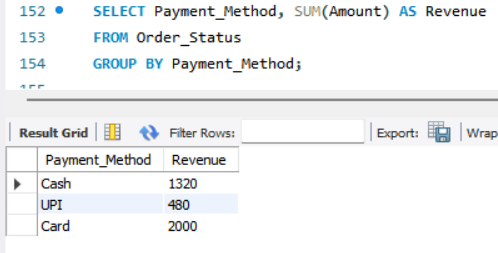 152 SELECT Payment_Method, SUM(Amount) AS Revenue
153 FROM Order_Status
154 GROUP BY Payment_Method;
Result Grid Filter Rows: Export: Wrap
Payment_Method Revenue
Cash 1320
UPI 480
Card 2000